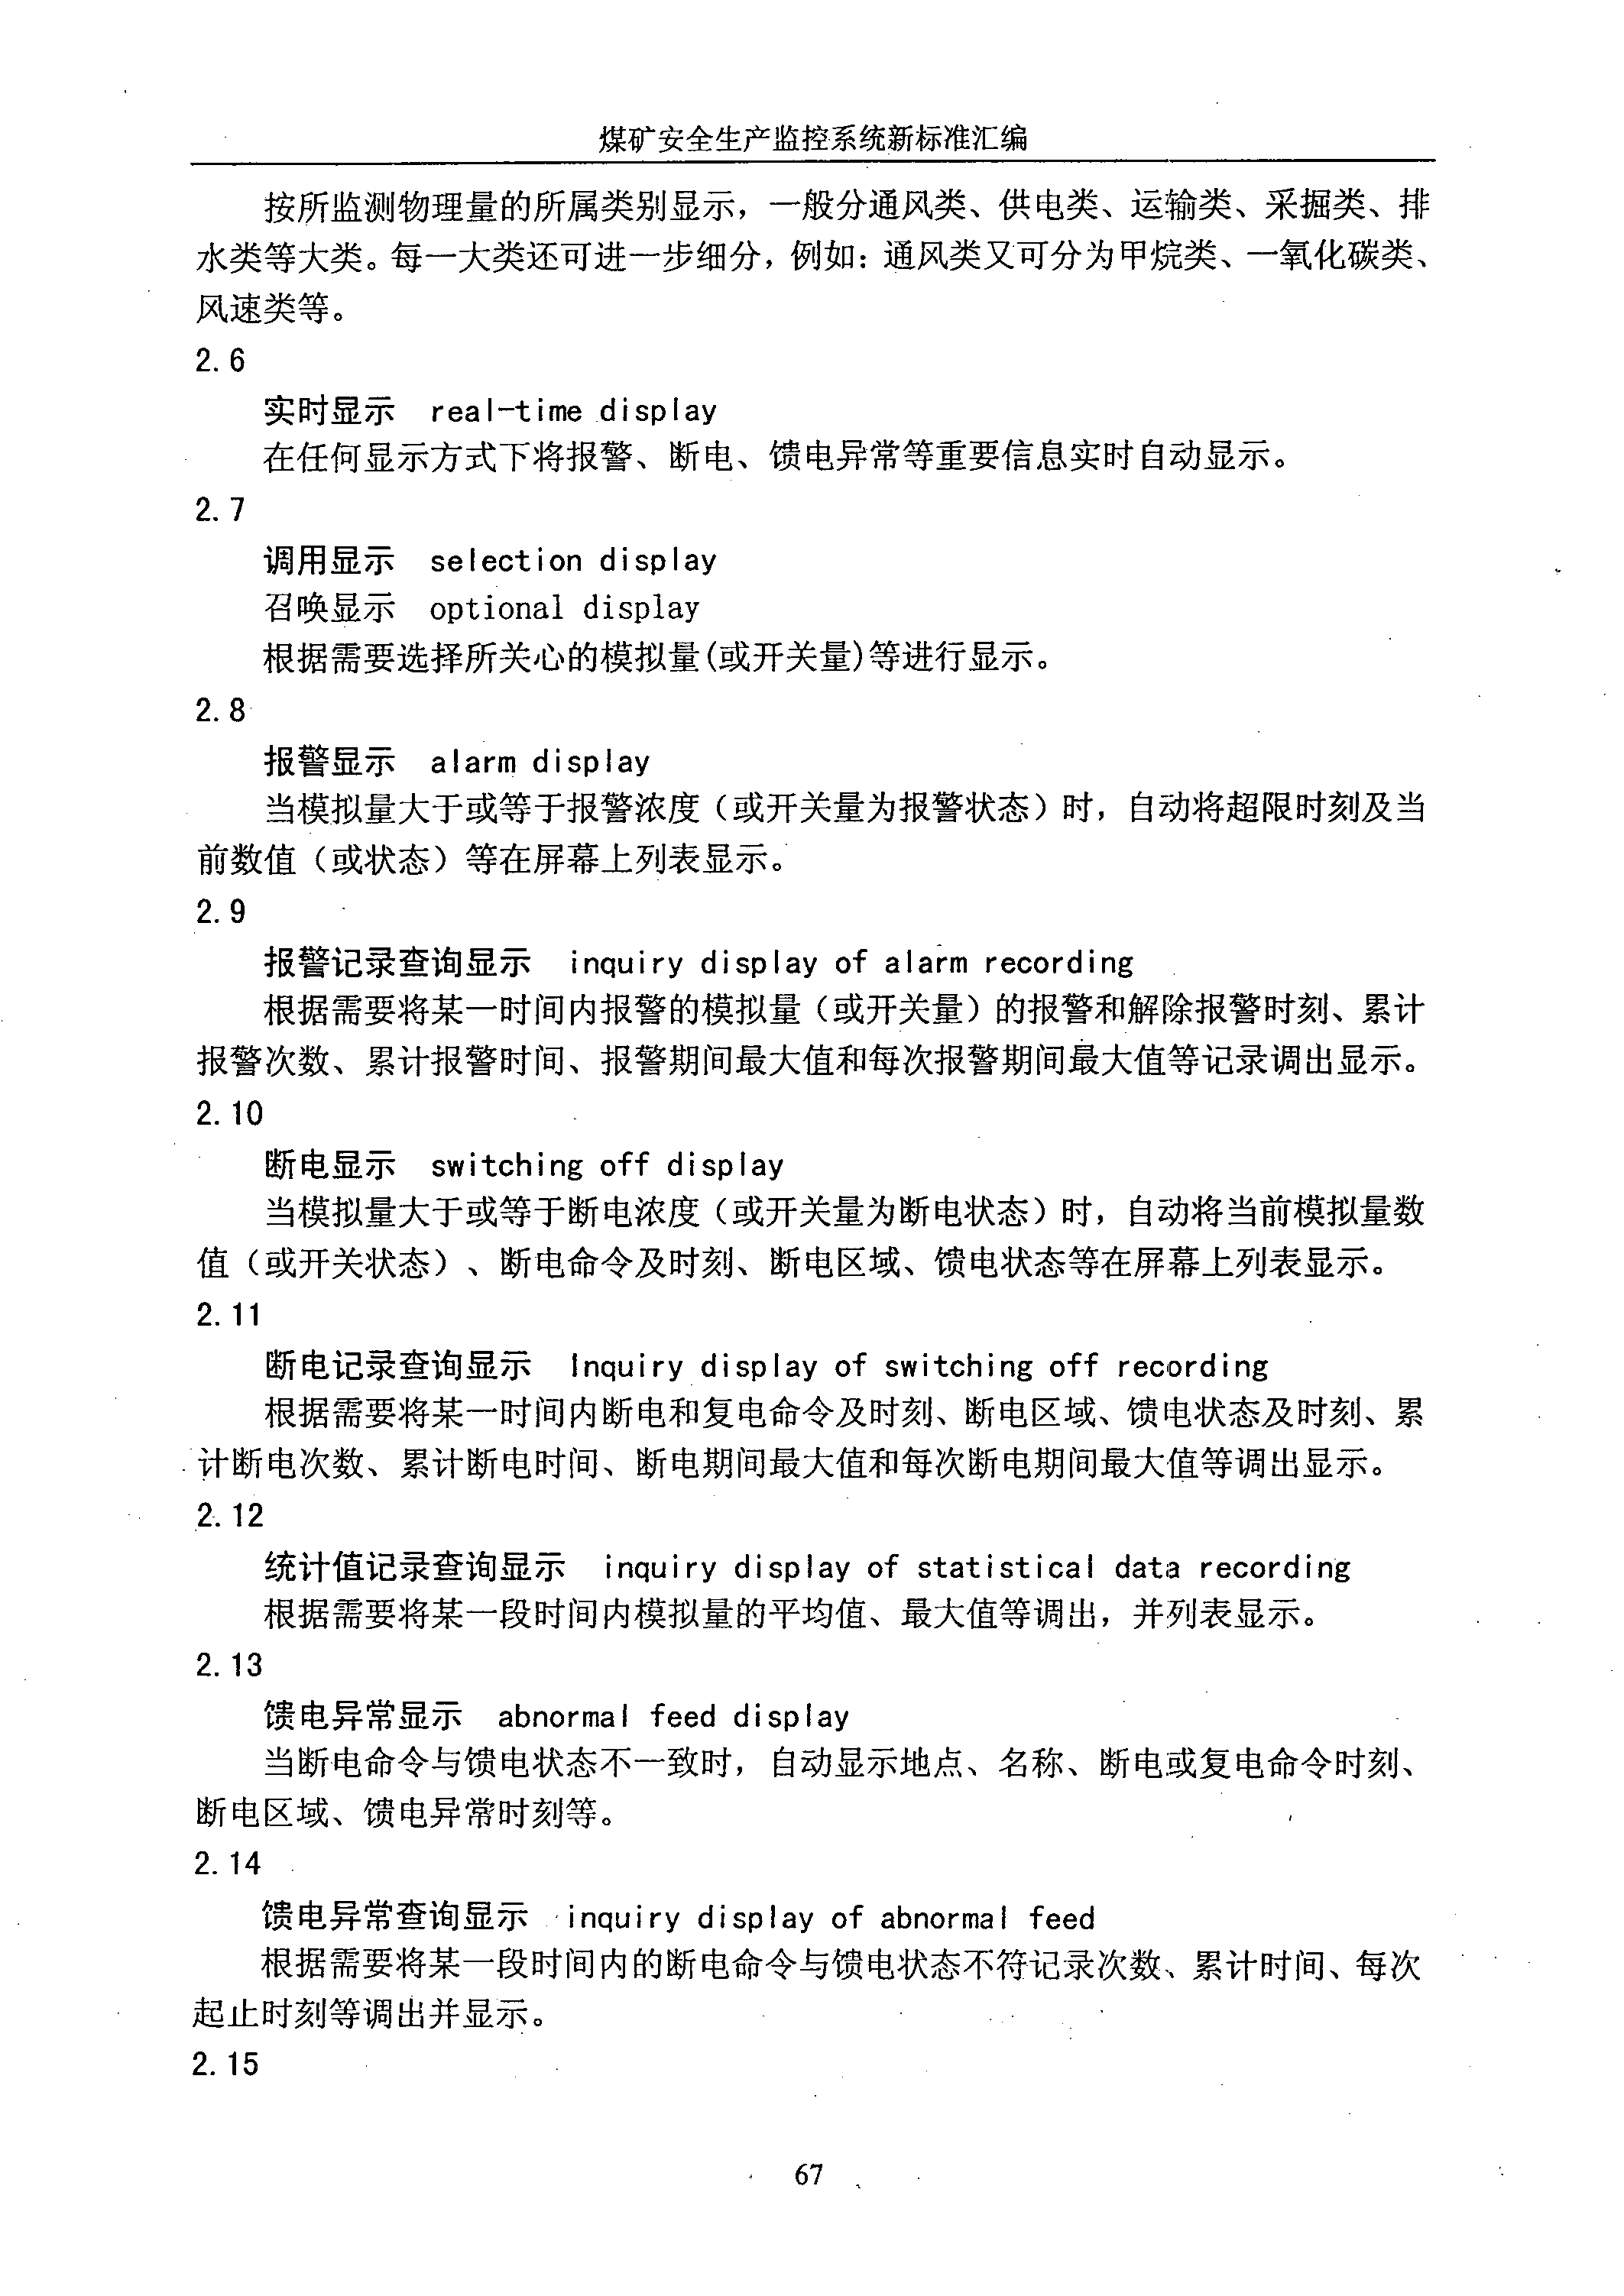 煤矿安全生产监控系统新标准汇编
按所监测物理量的所属类别显示，一般分通风类、供电类、运输类、采掘类、排
水类等大类。每一大类还可进一步细分，例如：通风类又可分为甲烷类、一氧化碳类、
风速类等。
2.6
实时显示 real-time display
在任何显示方式下将报警、断电、馈电异常等重要信息实时自动显示。
2.7
调用显示 selection display
召唤显示 optional display
根据需要选择所关心的模拟量(或开关量)等进行显示。
2.8
报警显示 alarm display
当模拟量大于或等于报警浓度（或开关量为报警状态）时，自动将超限时刻及当
前数值（或状态）等在屏幕上列表显示。
2.9
报警记录查询显示 inquiry display of alarm recording
根据需要将某一时间内报警的模拟量（或开关量）的报警和解除报警时刻、累计
报警次数、累计报警时间、报警期间最大值和每次报警期间最大值等记录调出显示。
2.10
断电显示 switching off display
当模拟量大于或等于断电浓度（或开关量为断电状态）时，自动将当前模拟量数
值（或开关状态）、断电命令及时刻、断电区域、馈电状态等在屏幕上列表显示。
2.11
断电记录查询显示 Inquiry display of switching off recording
根据需要将某一时间内断电和复电命令及时刻、断电区域、馈电状态及时刻、累
计断电次数、累计断电时间、断电期间最大值和每次断电期间最大值等调出显示。
2.12
统计值记录查询显示 inquiry display of statistical data recording
根据需要将某一段时间内模拟量的平均值、最大值等调出，并列表显示。
2.13
馈电异常显示 abnormal feed display
当断电命令与馈电状态不一致时，自动显示地点、名称、断电或复电命令时刻、
断电区域、馈电异常时刻等。
2.14
馈电异常查询显示 inquiry display of abnormal feed
根据需要将某一段时间内的断电命令与馈电状态不符记录次数、累计时间、每次
起止时刻等调出并显示。
2.15
67